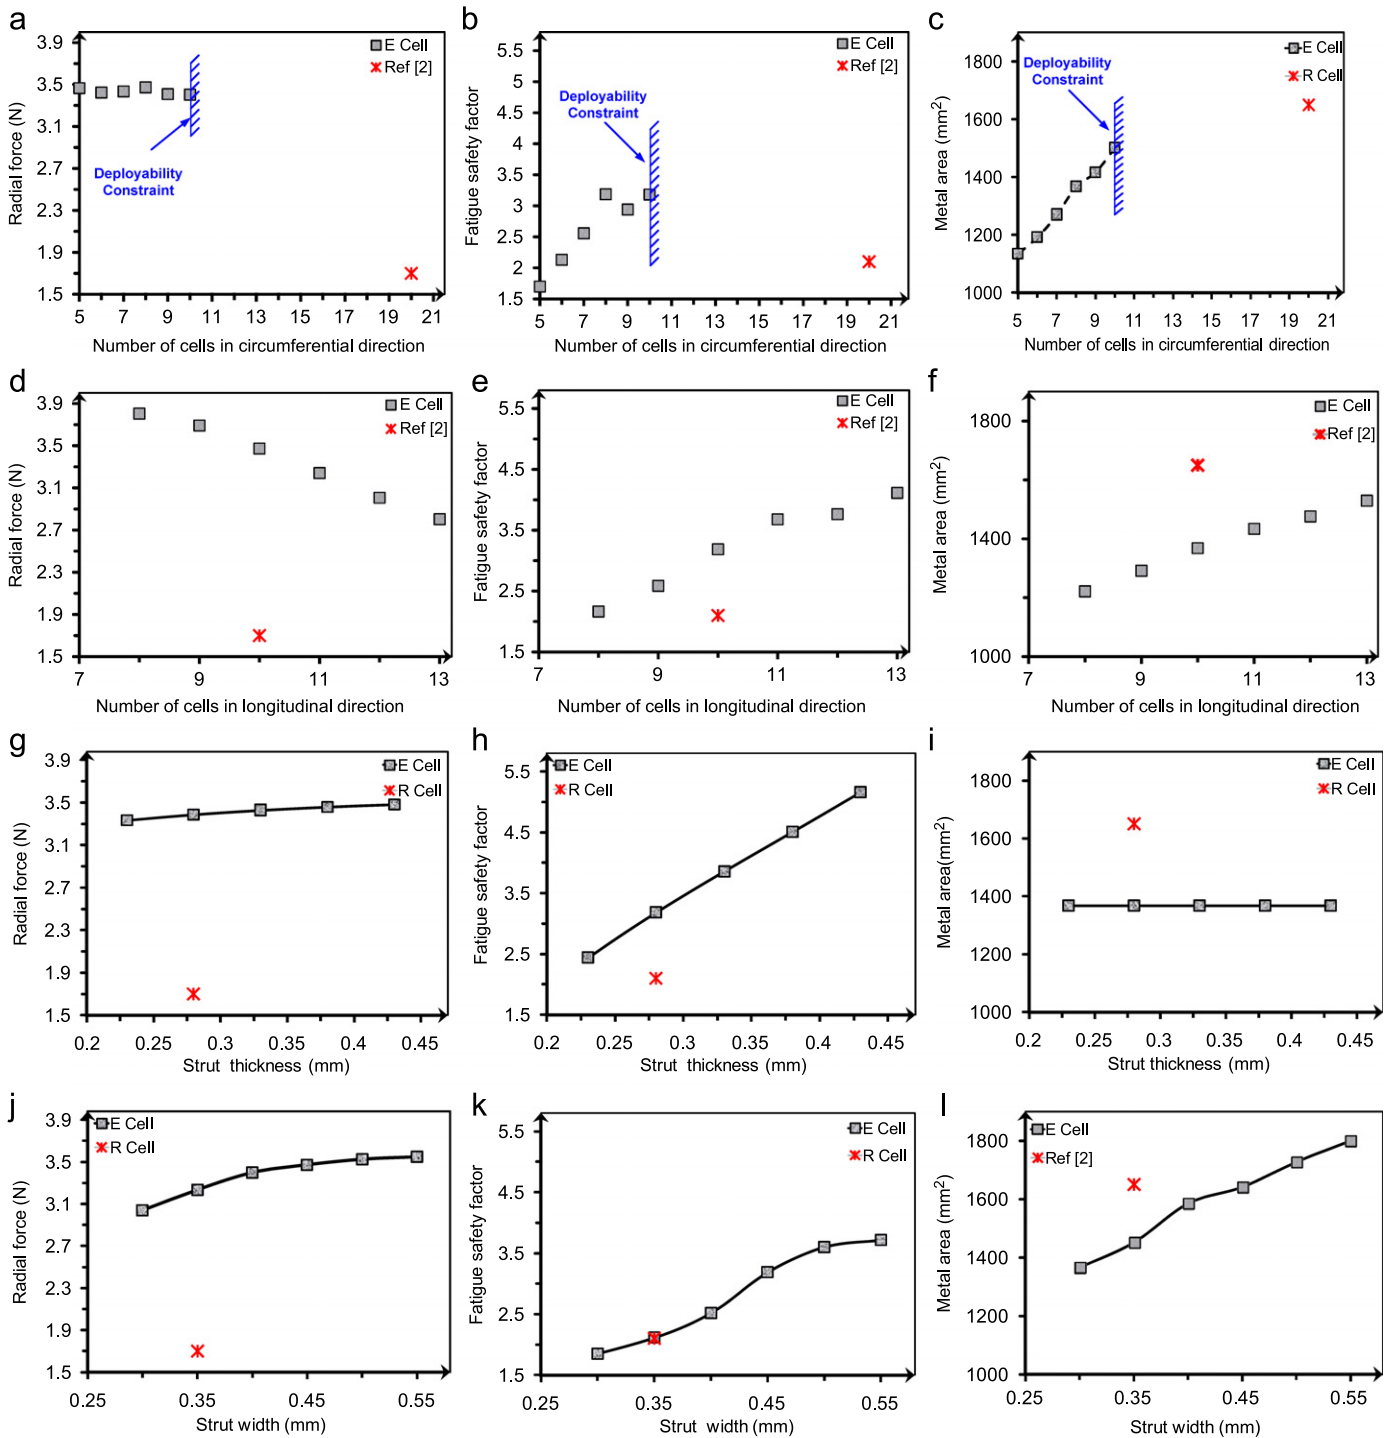 a
3.9
3.5
3.1
2.7
2.3
1.9
1.5
Radial force (N)
E Cell
Ref [2]
Deployability
Constraint
5 7 9 11 13 15 17 19 21
Number of cells in circumferential direction
b
5.5
5
4.5
4
3.5
3
2.5
2
1.5
Fatigue safety factor
E Cell
Ref [2]
Deployability
Constraint
5 7 9 11 13 15 17 19 21
Number of cells in circumferential direction
c
1800
1600
1400
1200
1000
Metal area (mm2)
E Cell
R Cell
Deployability
Constraint
5 7 9 11 13 15 17 19 21
Number of cells in circumferential direction
d
3.9
3.5
3.1
2.7
2.3
1.9
1.5
Radial force (N)
E Cell
Ref [2]
7 9 11 13
Number of cells in longitudinal direction
e
5.5
4.5
3.5
2.5
1.5
Fatigue safety factor
E Cell
Ref [2]
7 9 11 13
Number of cells in longitudinal direction
f
1800
1400
1000
Metal area (mm2)
E Cell
Ref [2]
7 9 11 13
Number of cells in longitudinal direction
g
3.9
3.5
3.1
2.7
2.3
1.9
1.5
Radial force (N)
E Cell
R Cell
0.2 0.25 0.3 0.35 0.4 0.45
Strut thickness (mm)
h
5.5
4.5
3.5
2.5
1.5
Fatigue safety factor
E Cell
R Cell
0.2 0.25 0.3 0.35 0.4 0.45
Strut thickness (mm)
i
1800
1600
1400
1200
1000
Metal area(mm2)
E Cell
R Cell
0.2 0.25 0.3 0.35 0.4 0.45
Strut thickness (mm)
j
3.9
3.5
3.1
2.7
2.3
1.9
1.5
Radial force (N)
E Cell
R Cell
0.25 0.35 0.45 0.55
Strut width (mm)
k
5.5
4.5
3.5
2.5
1.5
Fatigue safety factor
E Cell
R Cell
0.25 0.35 0.45 0.55
Strut width (mm)
l
1800
1600
1400
1200
1000
Metal area (mm2)
E Cell
Ref [2]
0.25 0.35 0.45 0.55
Strut width (mm)